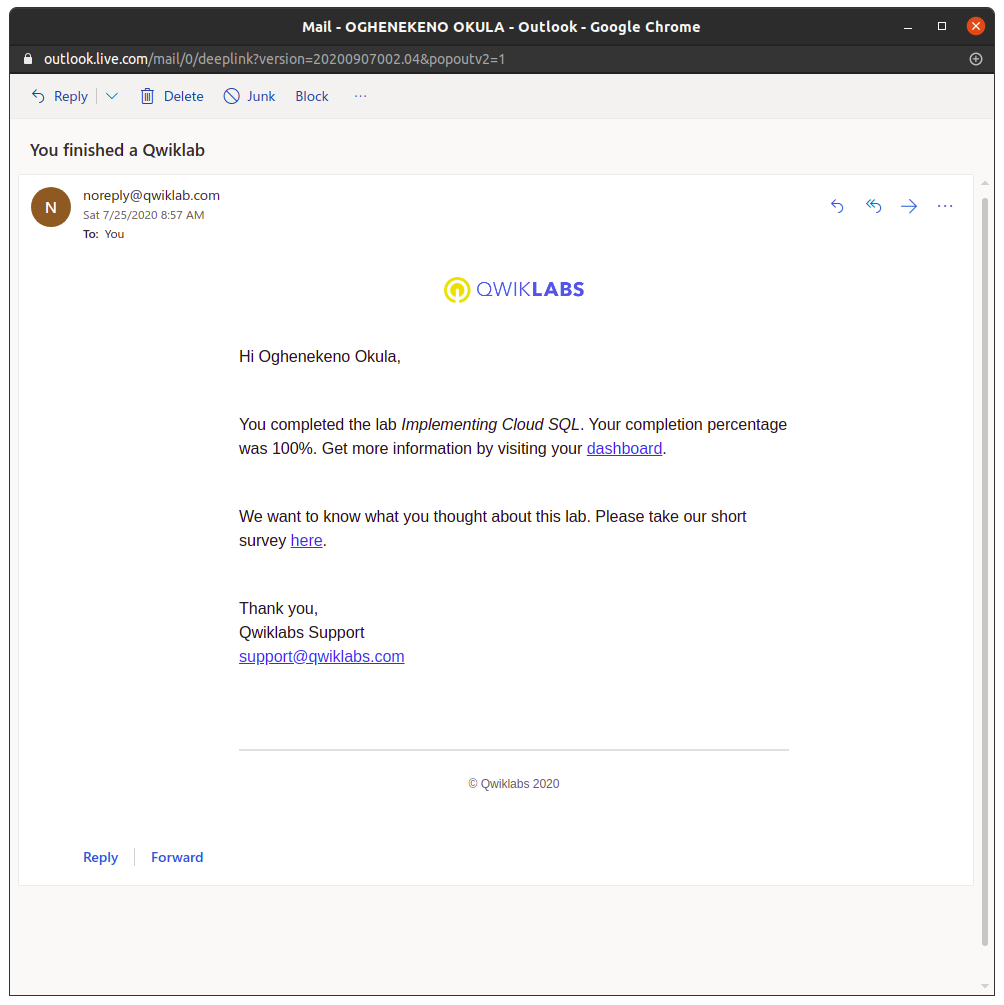 Mail - OGHENEKENO OKULA - Outlook - Google Chrome
outlook.live.com/mail/0/deeplink?version=20200907002.04&popoutv2=1
Reply Delete Junk Block ...
You finished a Qwiklab
N
noreply@qwiklab.com
Sat 7/25/2020 8:57 AM
To: You
QWIKLABS
Hi Oghenekeno Okula,
You completed the lab Implementing Cloud SQL. Your completion percentage
was 100%. Get more information by visiting your dashboard.
We want to know what you thought about this lab. Please take our short
survey here.
Thank you,
Qwiklabs Support
support@qwiklabs.com
© Qwiklabs 2020
Reply Forward